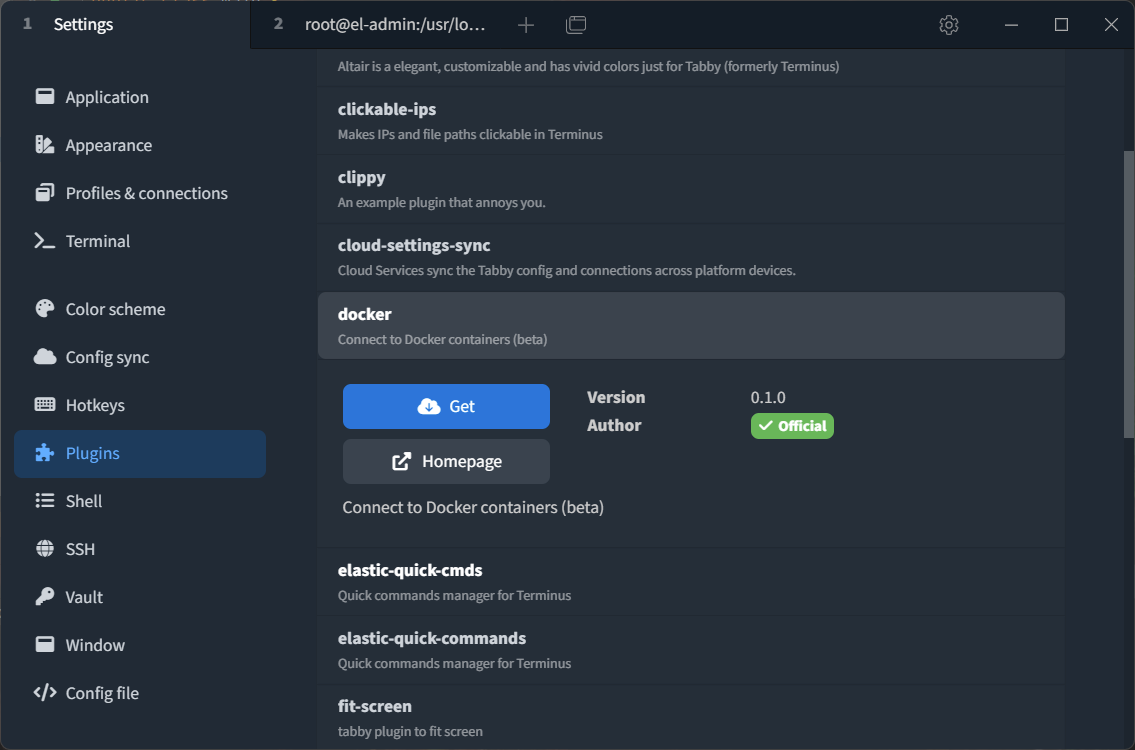 1 Settings
2 root@el-admin:/usr/lo...
Application
Appearance
Profiles & connections
Terminal
Color scheme
Config sync
Hotkeys
Plugins
Shell
SSH
Vault
Window
Config file
Altair is a elegant, customizable and has vivid colors just for Tabby (formerly Terminus)
clickable-ips
Makes IPs and file paths clickable in Terminus
clippy
An example plugin that annoys you.
cloud-settings-sync
Cloud Services sync the Tabby config and connections across platform devices.
docker
Connect to Docker containers (beta)
Get
Homepage
Version 0.1.0
Author Official
Connect to Docker containers (beta)
elastic-quick-cmds
Quick commands manager for Terminus
elastic-quick-commands
Quick commands manager for Terminus
fit-screen
tabby plugin to fit screen